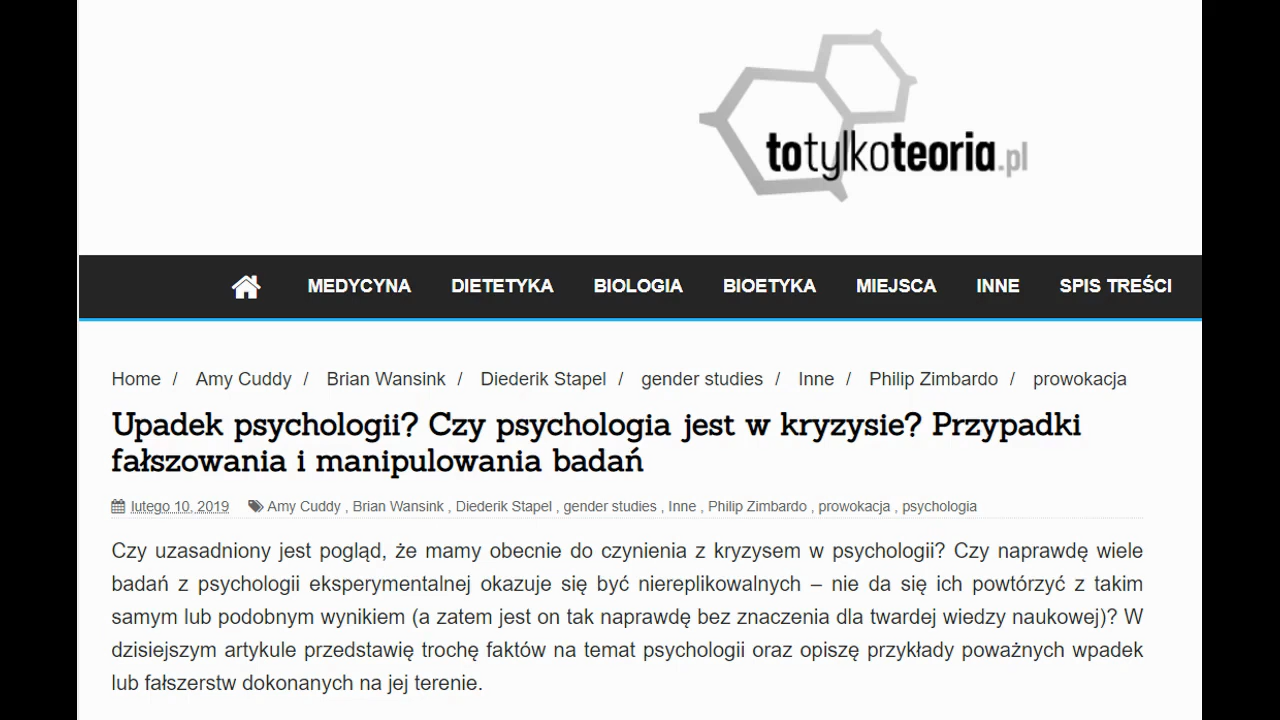 totylkoteoria.pl
MEDYCYNA DIETETYKA BIOLOGIA BIOETYKA MIEJSCA INNE SPIS TREŚCI
Home / Amy Cuddy / Brian Wansink / Diederik Stapel / gender studies / Inne / Philip Zimbardo / prowokacja
Upadek psychologii? Czy psychologia jest w kryzysie? Przypadki
fałszowania i manipulowania badań
lutego 10, 2019 Amy Cuddy , Brian Wansink , Diederik Stapel , gender studies , Inne , Philip Zimbardo , prowokacja , psychologia
Czy uzasadniony jest pogląd, że mamy obecnie do czynienia z kryzysem w psychologii? Czy naprawdę wiele
badań z psychologii eksperymentalnej okazuje się być niereplikowalnych – nie da się ich powtórzyć z takim
samym lub podobnym wynikiem (a zatem jest on tak naprawdę bez znaczenia dla twardej wiedzy naukowej)? W
dzisiejszym artykule przedstawię trochę faktów na temat psychologii oraz opiszę przykłady poważnych wpadek
lub fałszerstw dokonanych na jej terenie.